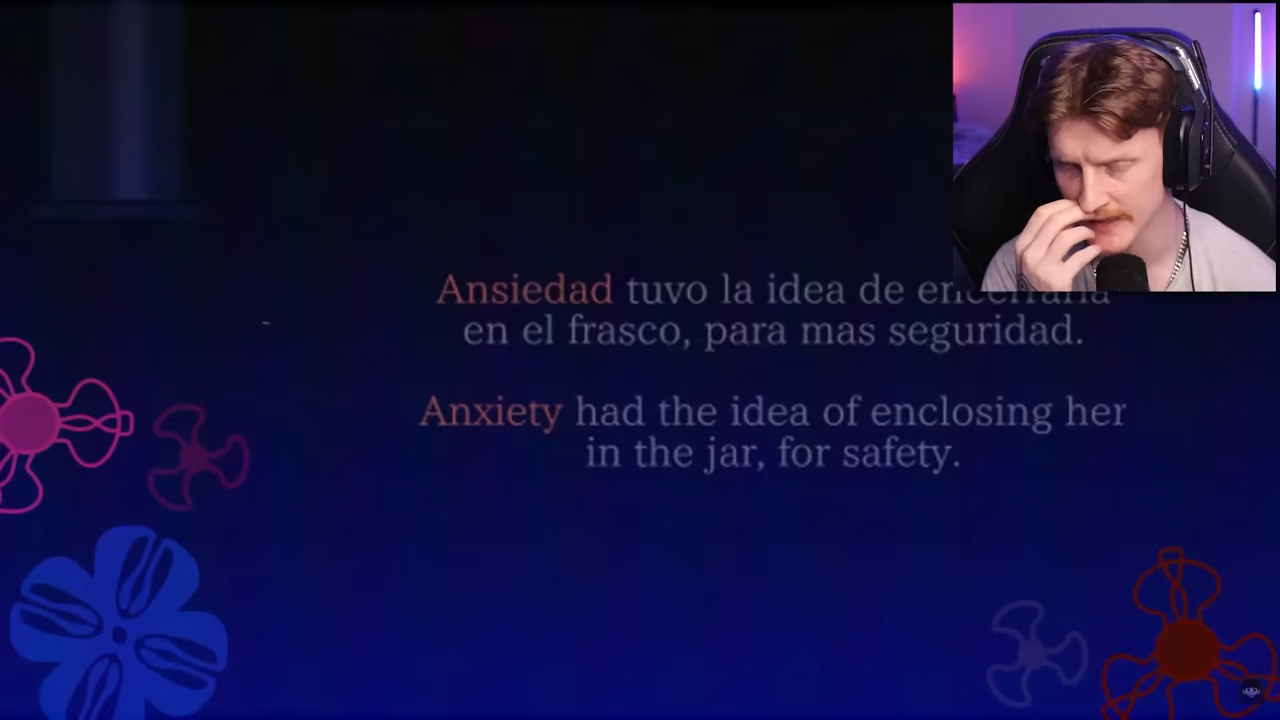 Ansiedad tuvo la idea de
en el frasco, para mas seguridad.
Anxiety had the idea of enclosing her
in the jar, for safety.